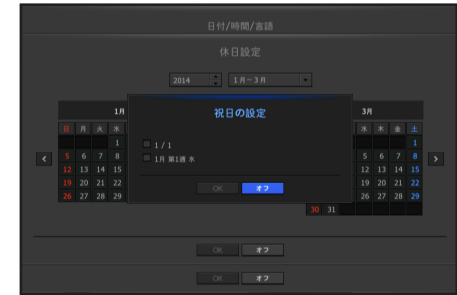 日付/時間/言語
休日設定
2014 1月~3月
1月 3月
日 月 火 水 水 木 金 土
1 1
5 6 7 8 5 6 7 8
12 13 14 15 12 13 14 15
19 20 21 22 19 20 21 22
26 27 28 29 26 27 28 29
30 31
祝日の設定
1 / 1
1月 第1週 水
OK オフ
OK オフ
OK オフ